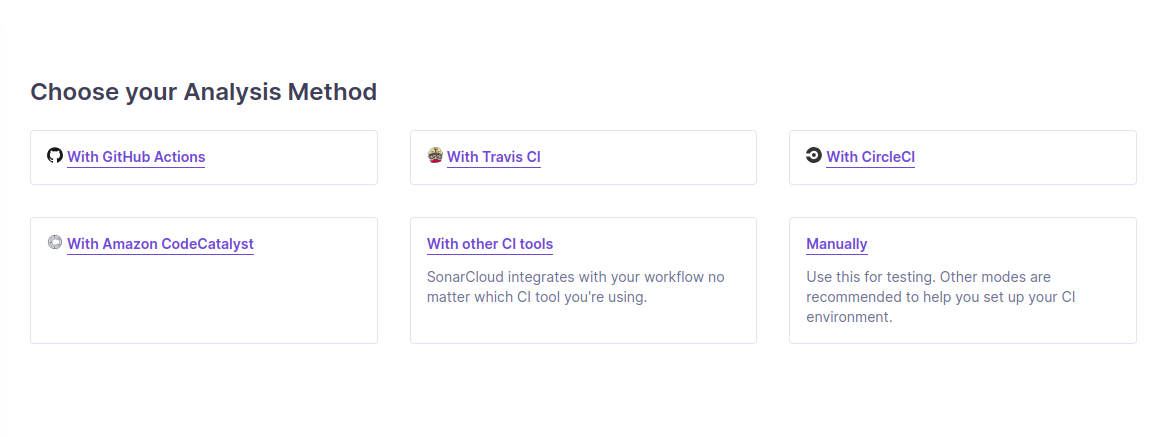 Choose your Analysis Method
With GitHub Actions
With Travis CI
With CircleCI
With Amazon CodeCatalyst
With other CI tools
SonarCloud integrates with your workflow no
matter which CI tool you're using.
Manually
Use this for testing. Other modes are
recommended to help you set up your CI
environment.